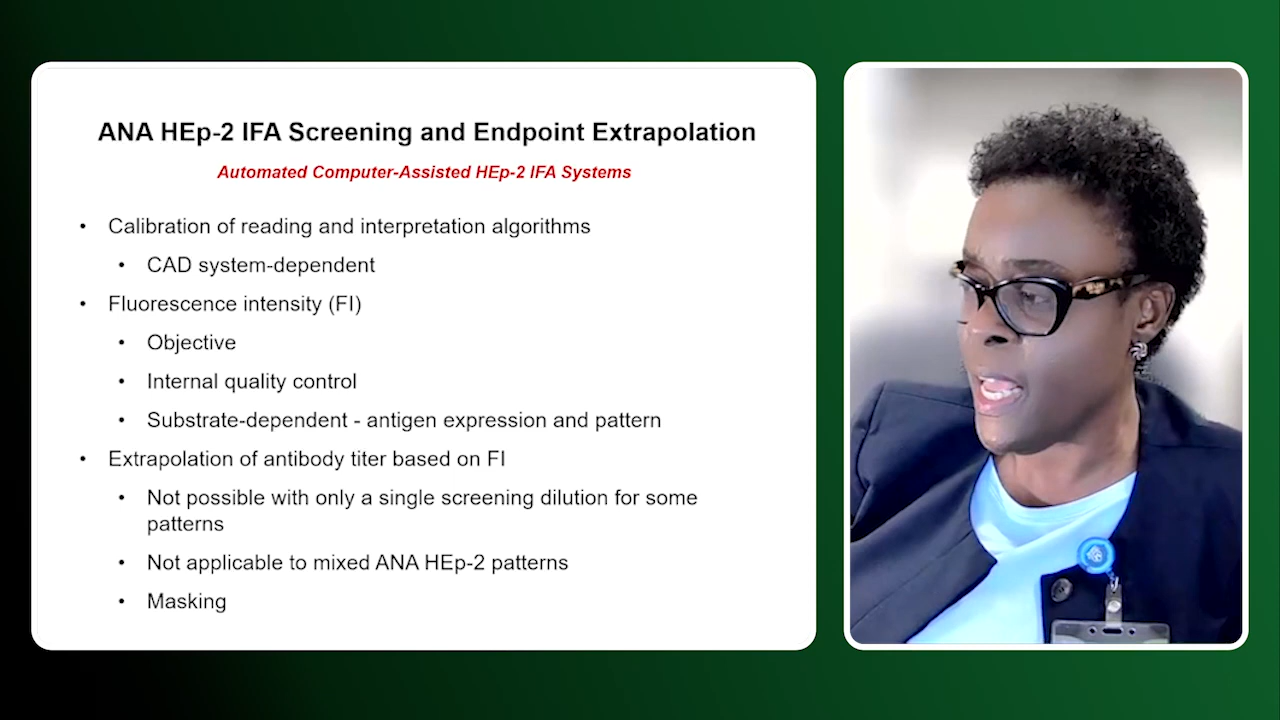 ANA HEp-2 IFA Screening and Endpoint Extrapolation
Automated Computer-Assisted HEp-2 IFA Systems
• Calibration of reading and interpretation algorithms
• CAD system-dependent
• Fluorescence intensity (FI)
• Objective
• Internal quality control
• Substrate-dependent - antigen expression and pattern
• Extrapolation of antibody titer based on FI
• Not possible with only a single screening dilution for some
patterns
• Not applicable to mixed ANA HEp-2 patterns
• Masking